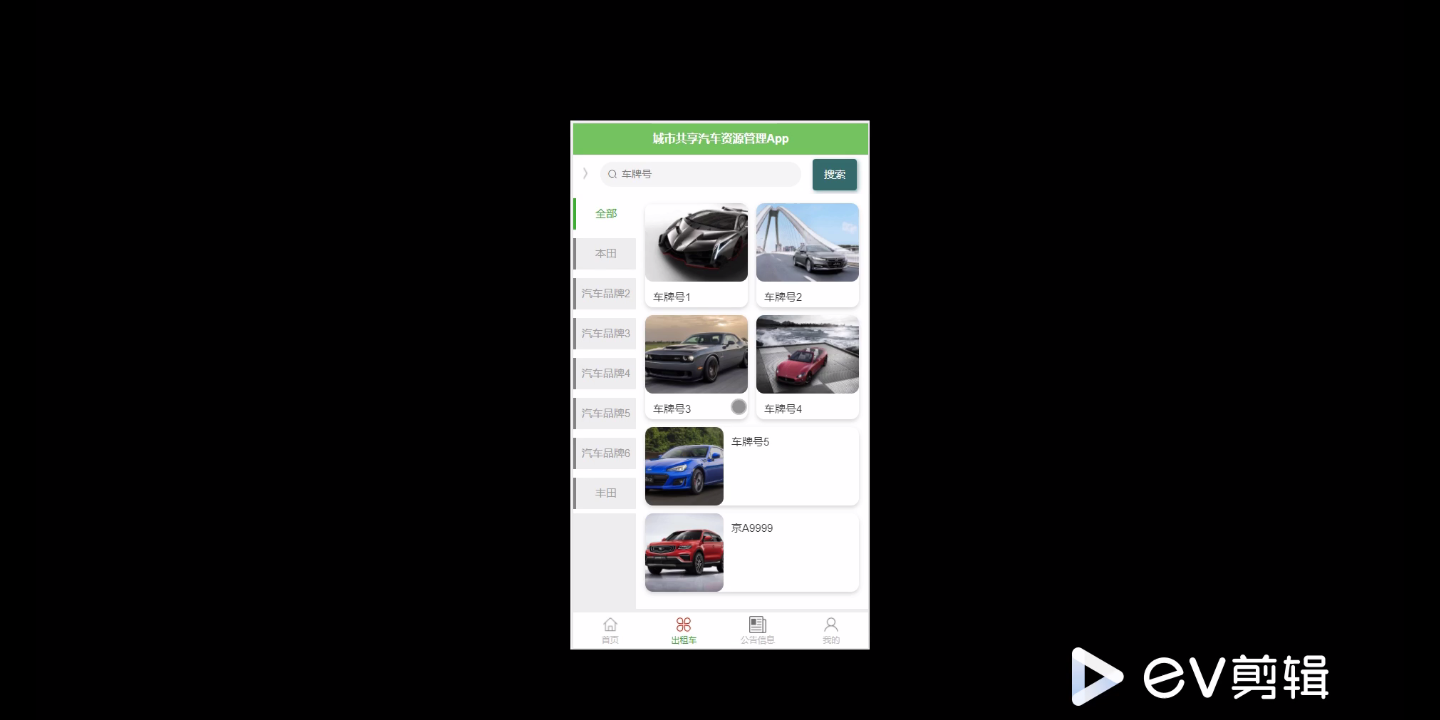 城市共享汽车资源管理App
车牌号
搜索
全部
本田
汽车品牌2
汽车品牌3
汽车品牌4
汽车品牌5
汽车品牌6
丰田
车牌号1
车牌号2
车牌号3
车牌号4
车牌号5
京A9999
首页
出租车
公告信息
我的
ev剪辑